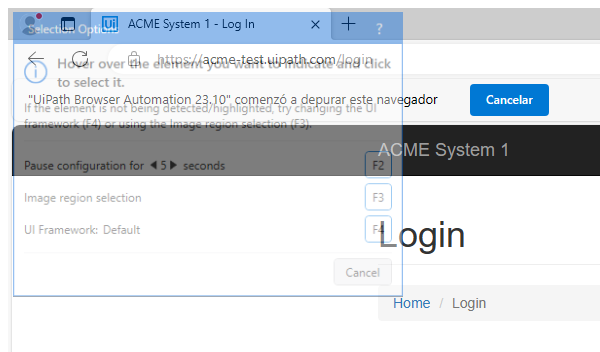 ACME System 1 - Log In
Selection Options
?
https://acme-test.uipath.com/login
Hover over the element you want to indicate and click
to select it.
"UiPath Browser Automation 23.10" comenzó a depurar este navegador
Cancelar
If the element is not being detected/highlighted, try changing the UI
framework (F4) or using the Image region selection (F3).
ACME System 1
Pause configuration for 5 seconds
F2
Image region selection
F3
UI Framework: Default
F4
Login
Cancel
Home / Login